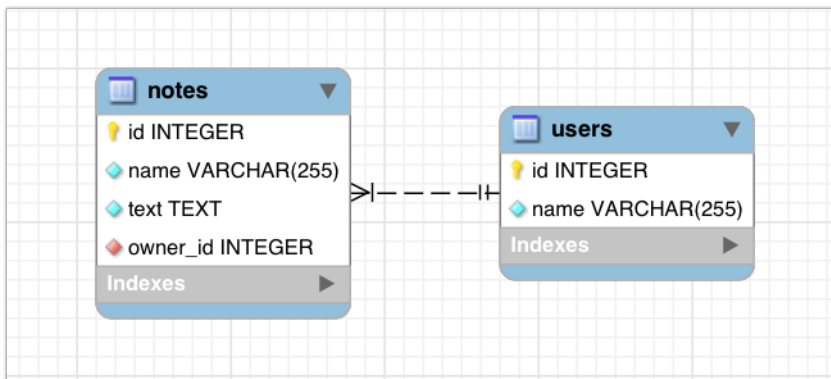 notes
id INTEGER
name VARCHAR(255)
text TEXT
owner_id INTEGER
Indexes
users
id INTEGER
name VARCHAR(255)
Indexes